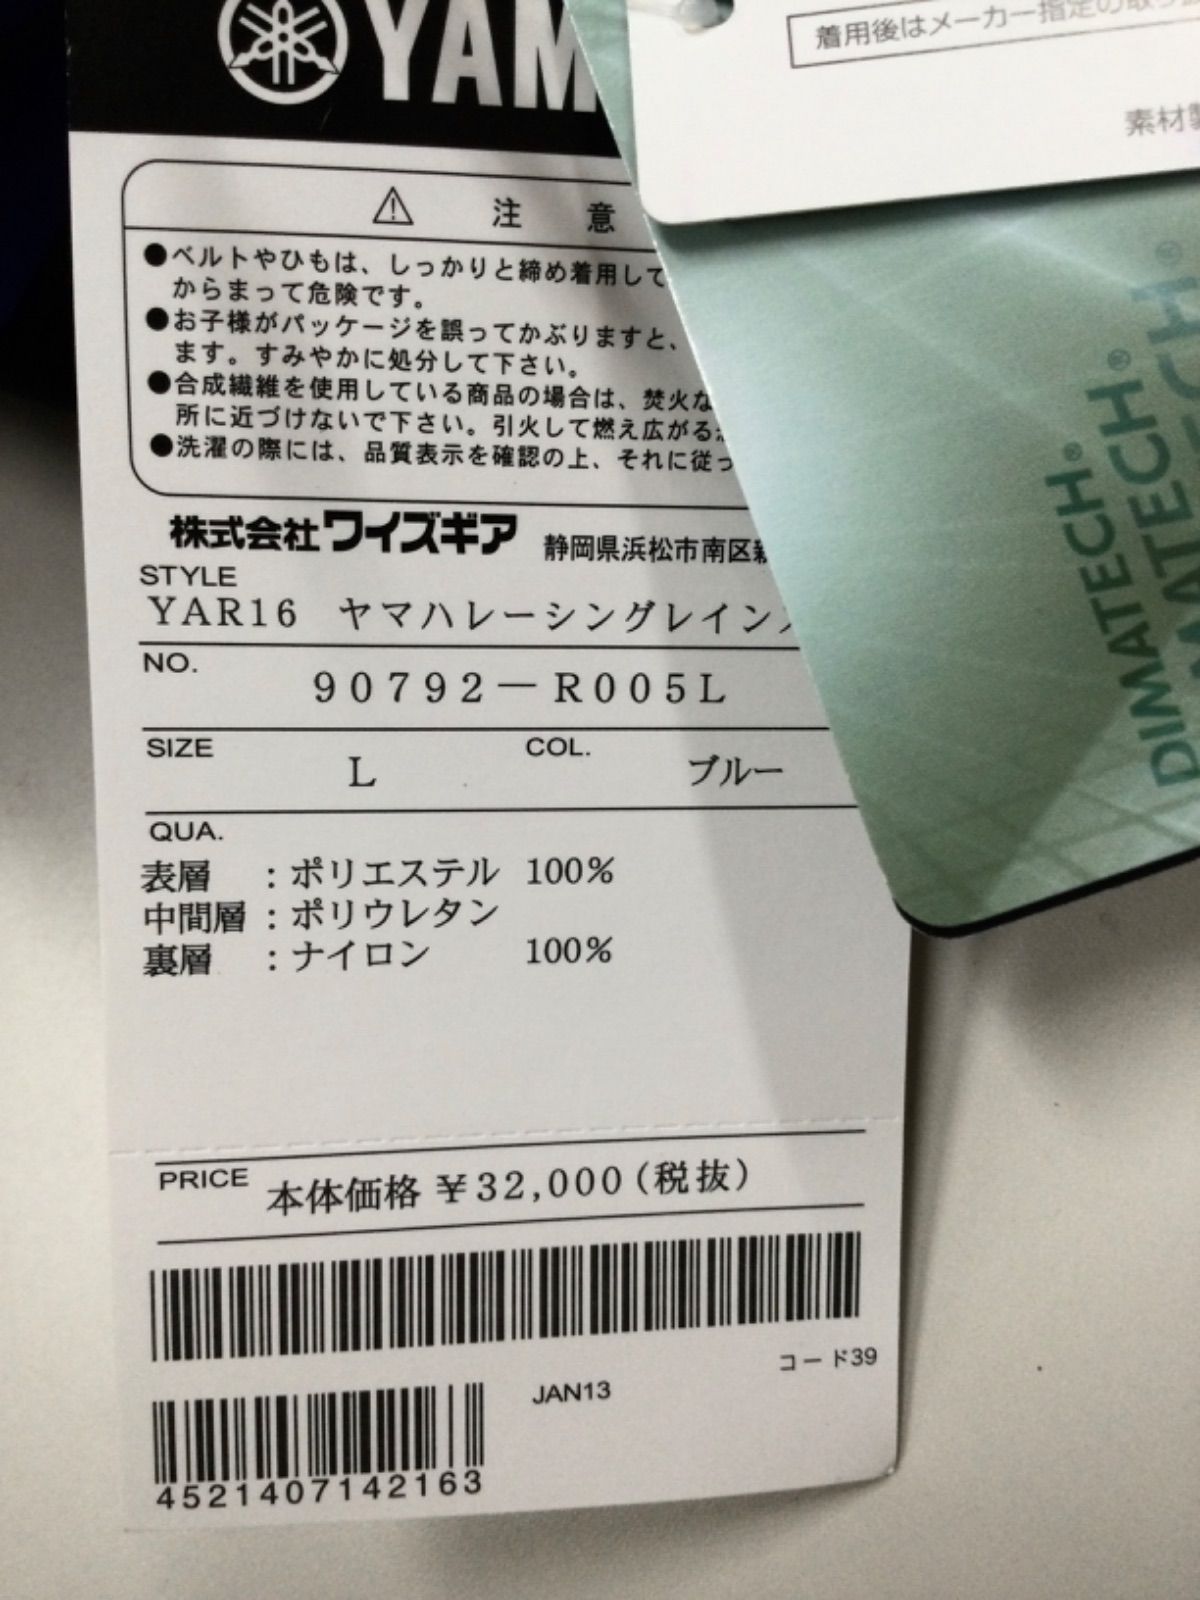 YAM
着用後はメーカー指定の取り
素材
注 意
●ベルトやひもは、しっかりと締め着用して
からまって危険です。
●お子様がパッケージを誤ってかぶりますと、
ます。すみやかに処分して下さい。
●合成繊維を使用している商品の場合は、焚火な
所に近づけないで下さい。引火して燃え広がる
●洗濯の際には、品質表示を確認の上、それに従っ
株式会社ワイズギア 静岡県浜松市南区
STYLE
YAR16 ヤマハレーシングレイン
NO.
90792-R005L
SIZE L COL. ブルー
QUA.
表層 : ポリエステル 100%
中間層 : ポリウレタン
裏層 : ナイロン 100%
PRICE 本体価格 ¥32,000(税抜)
コード39
JAN13
4521407142163
DIMATECH®
DIMATECH®